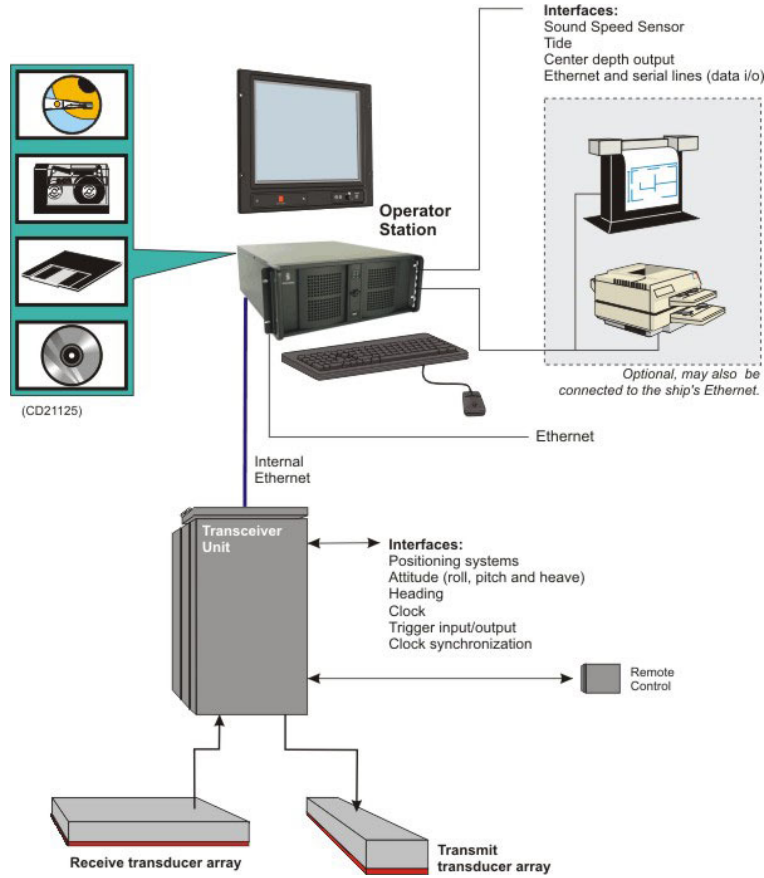 Interfaces:
Sound Speed Sensor
Tide
Center depth output
Ethernet and serial lines (data i/o)
Operator
Station
Optional, may also be
connected to the ship's Ethernet.
(CD21125)
Ethernet
Internal
Ethernet
Transceiver
Unit
Interfaces:
Positioning systems
Attitude (roll, pitch and heave)
Heading
Clock
Trigger input/output
Clock synchronization
Remote
Control
Receive transducer array
Transmit
transducer array